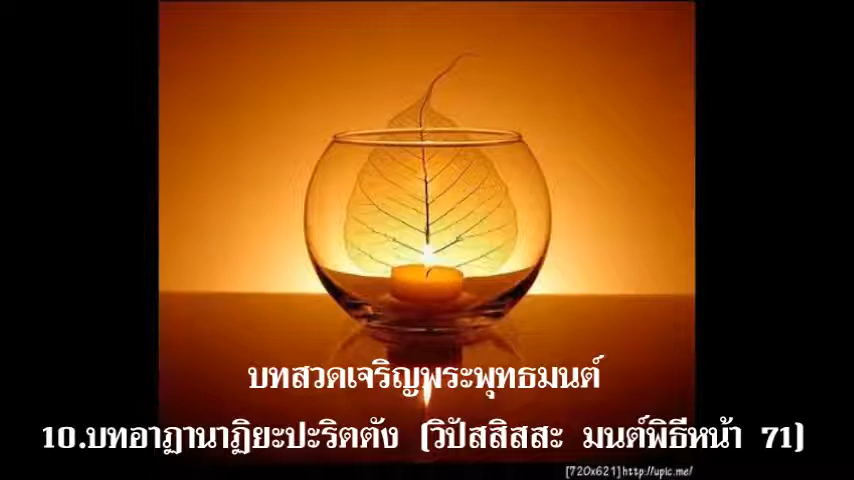 บทสวดเจริญพระพุทธมนต์
10.บทอาฏานาฏิยะปะริตตัง (วิปัสสิสสะ มนต์พิธีหน้า 71)
[720x621]http://upic.me/